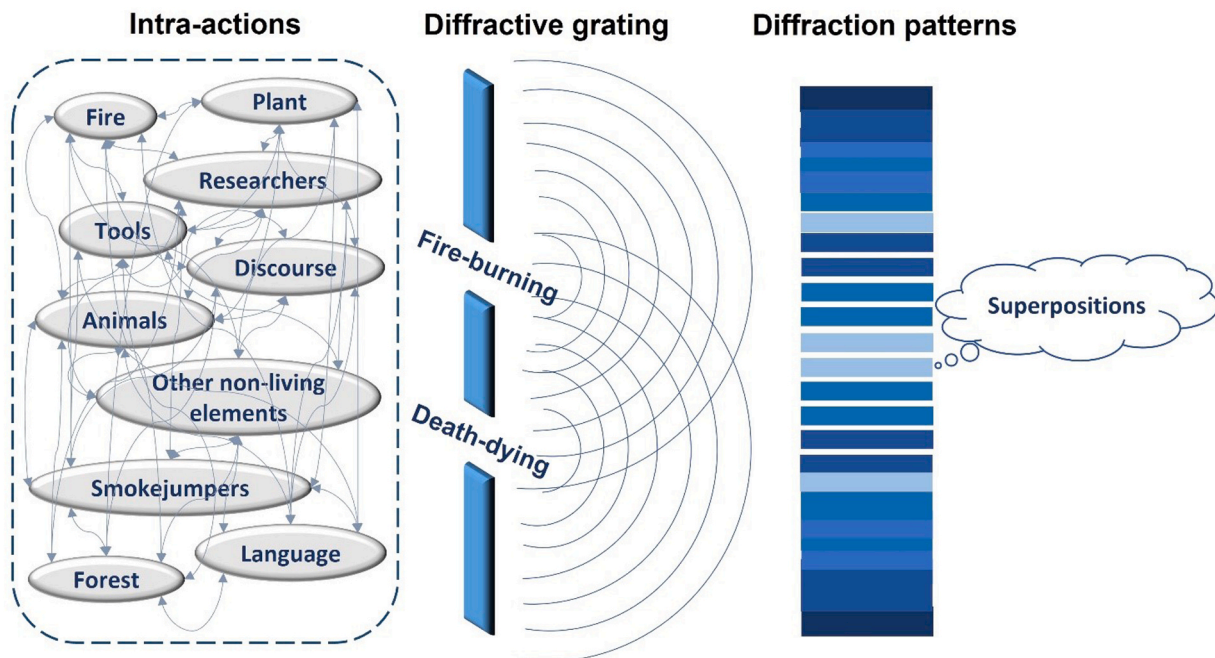 Intra-actions
Diffractive grating
Diffraction patterns
Fire
Plant
Researchers
Tools
Discourse
Animals
Other non-living
elements
Smokejumpers
Language
Forest
Fire-burning
Death-dying
Superpositions